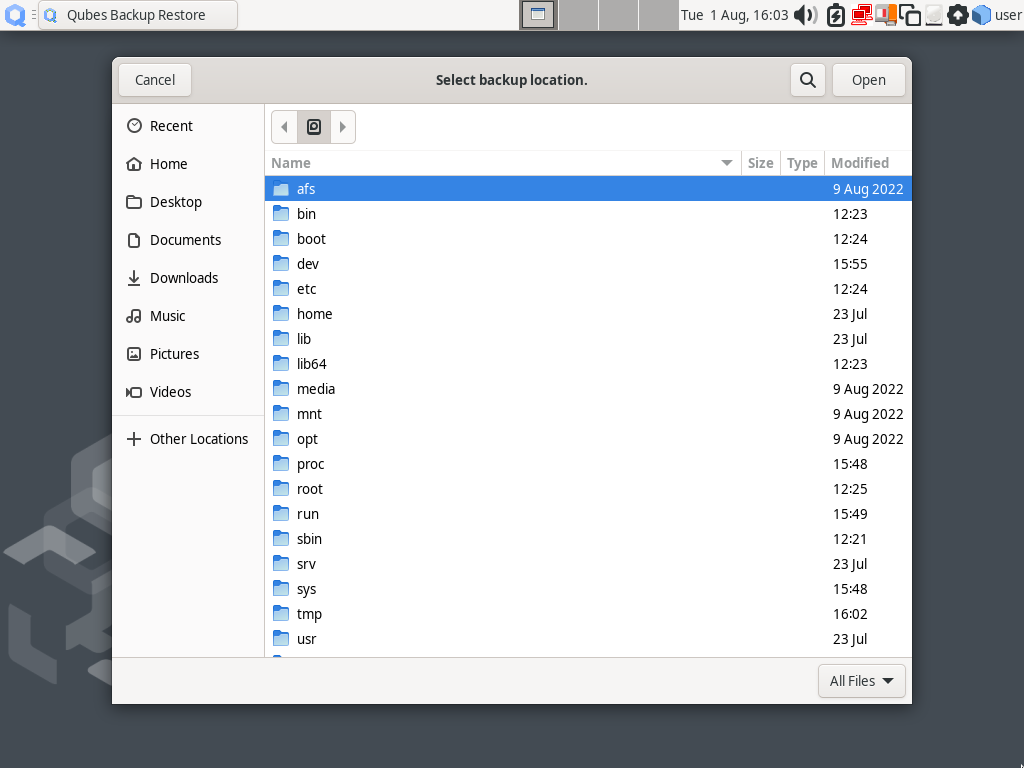 Qubes Backup Restore
Tue 1 Aug, 16:03
user
Cancel
Select backup location.
Open
Recent
Home
Desktop
Documents
Downloads
Music
Pictures
Videos
Other Locations
Name Size Type Modified
afs 9 Aug 2022
bin 12:23
boot 12:24
dev 15:55
etc 12:24
home 23 Jul
lib 23 Jul
lib64 12:23
media 9 Aug 2022
mnt 9 Aug 2022
opt 9 Aug 2022
proc 15:48
root 12:25
run 15:49
sbin 12:21
srv 23 Jul
sys 15:48
tmp 16:02
usr 23 Jul
All Files